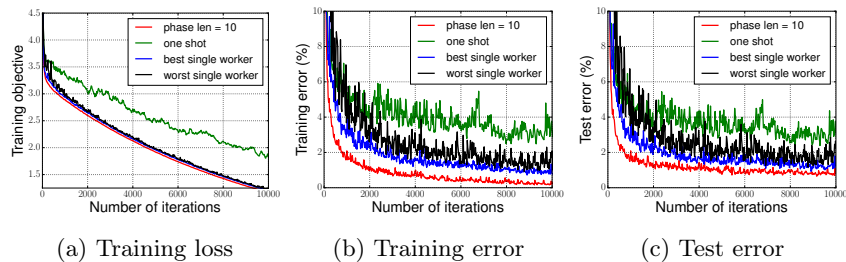 4.5
4.0
3.5
3.0
2.5
2.0
1.5
Training objective
0 2000 4000 6000 8000 10000
Number of iterations
phase len = 10
one shot
best single worker
worst single worker
(a) Training loss
10
8
6
4
2
0
Training error (%)
0 2000 4000 6000 8000 10000
Number of iterations
phase len = 10
one shot
best single worker
worst single worker
(b) Training error
10
8
6
4
2
0
Test error (%)
0 2000 4000 6000 8000 10000
Number of iterations
phase len = 10
one shot
best single worker
worst single worker
(c) Test error